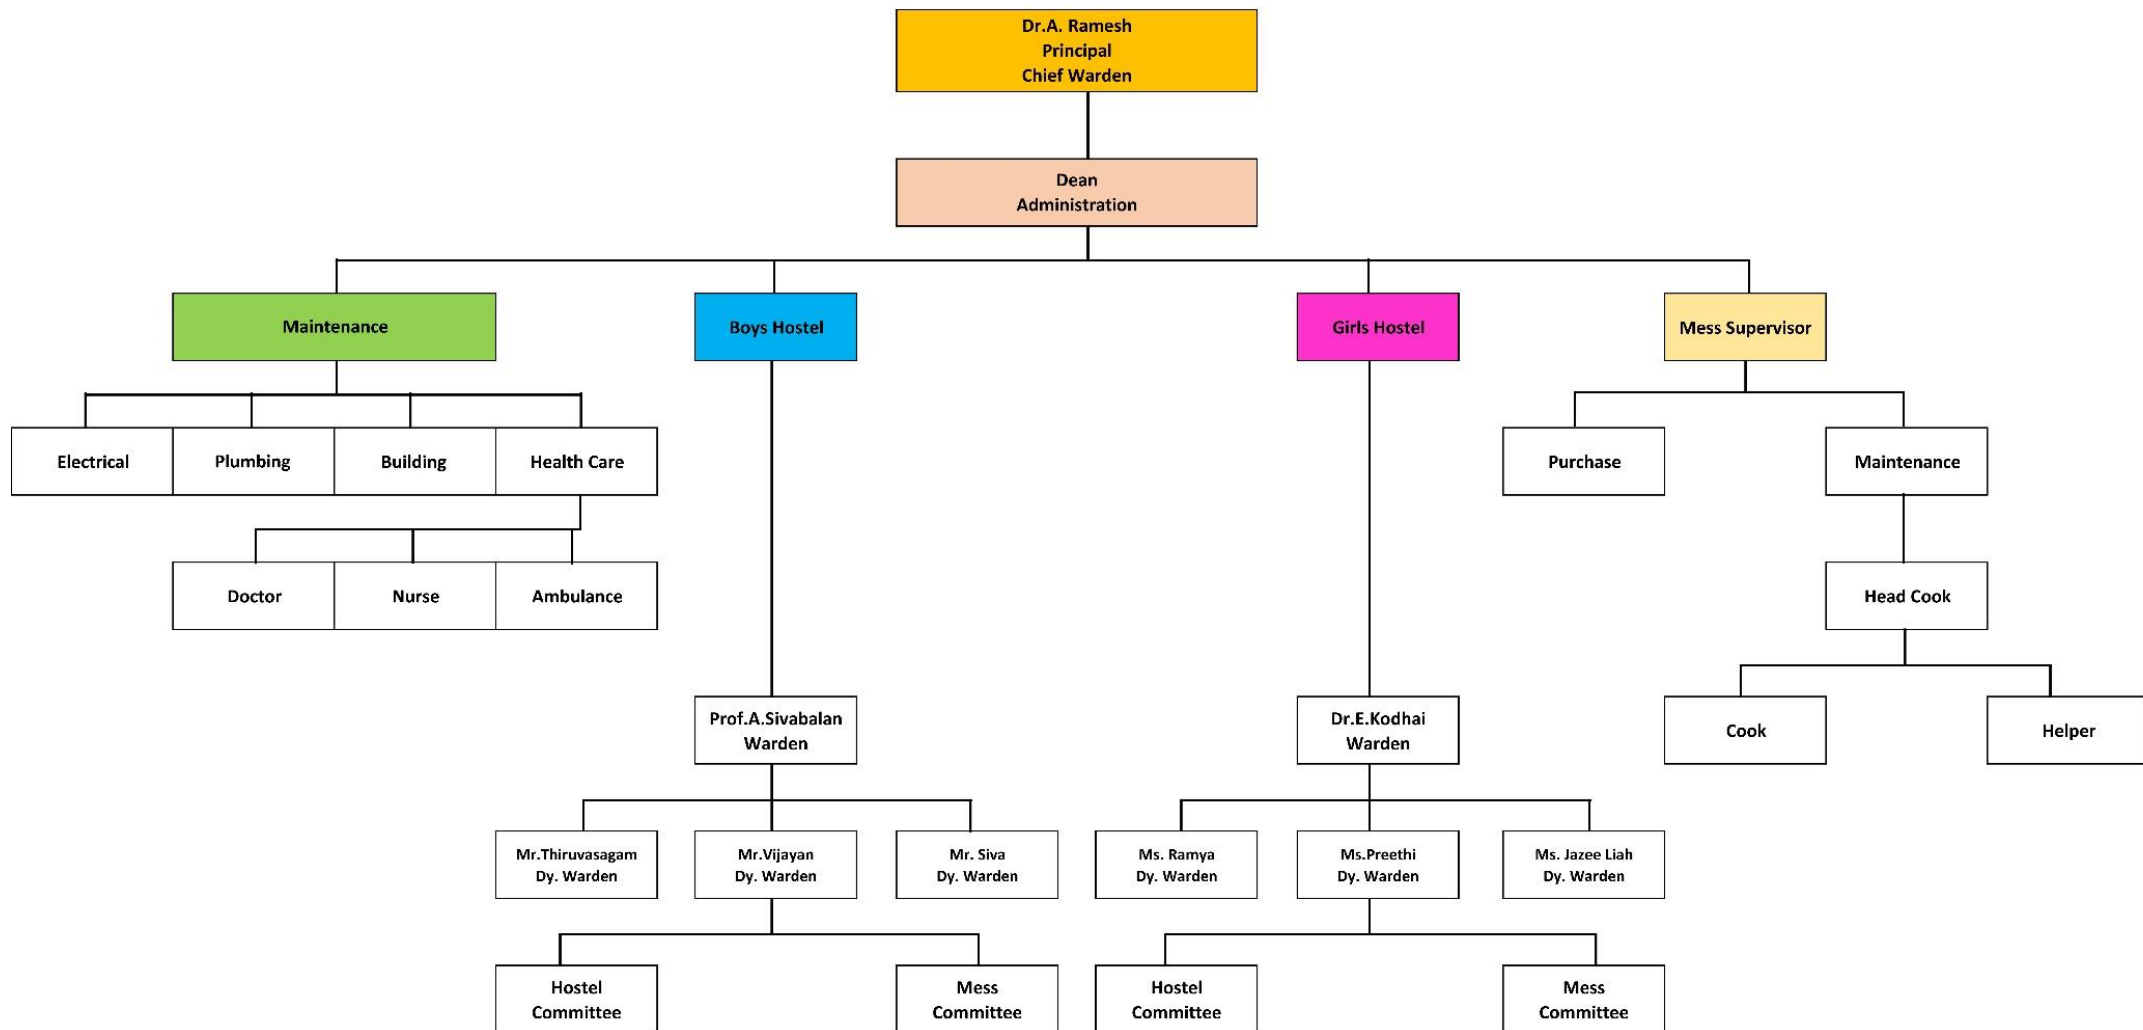 Dr.A. Ramesh
Principal
Chief Warden
Dean
Administration
Maintenance
Boys Hostel
Girls Hostel
Mess Supervisor
Electrical
Plumbing
Building
Health Care
Purchase
Maintenance
Doctor
Nurse
Ambulance
Head Cook
Prof.A.Sivabalan
Warden
Dr.E.Kodhai
Warden
Cook
Helper
Mr.Thiruvasagam
Dy. Warden
Mr.Vijayan
Dy. Warden
Mr. Siva
Dy. Warden
Ms. Ramya
Dy. Warden
Ms.Preethi
Dy. Warden
Ms. Jazee Liah
Dy. Warden
Hostel
Committee
Mess
Committee
Hostel
Committee
Mess
Committee